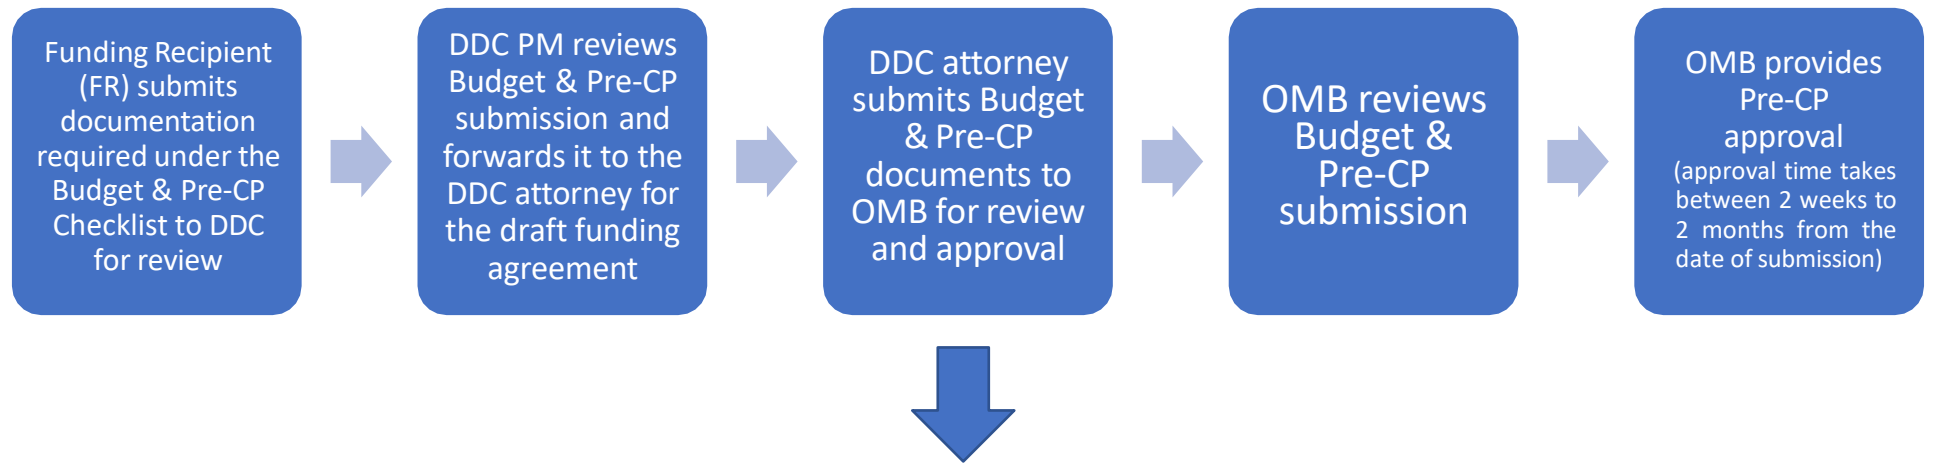 Funding Recipient
(FR) submits
documentation
required under the
Budget & Pre-CP
Checklist to DDC
for review
DDC PM reviews
Budget & Pre-CP
submission and
forwards it to the
DDC attorney for
the draft funding
agreement
DDC attorney
submits Budget
& Pre-CP
documents to
OMB for review
and approval
OMB reviews
Budget &
Pre-CP
submission
OMB provides
Pre-CP
approval
(approval time takes
between 2 weeks to
2 months from the
date of submission)